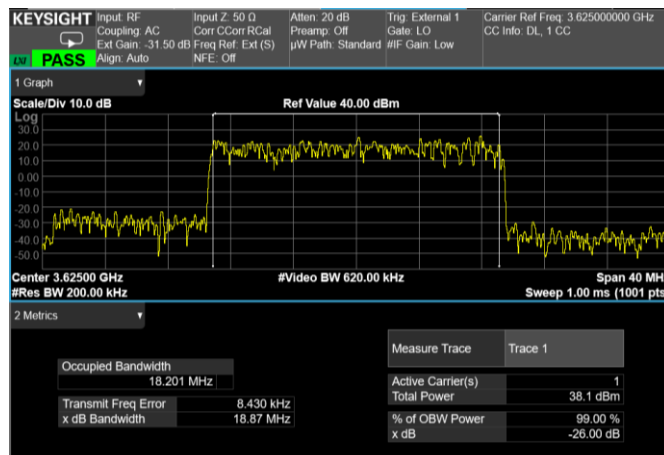 KEYSIGHT Input: RF Input Z: 50 Ω Atten: 20 dB Trig: External 1 Carrier Ref Freq: 3.625000000 GHz
Coupling: AC Corr CCorr RCal Preamp: Off Gate: LO CC Info: DL, 1 CC
Ext Gain: -31.50 dB Freq Ref: Ext (S) µW Path: Standard #IF Gain: Low
LXI PASS Align: Auto NFE: Off
1 Graph
Scale/Div 10.0 dB Ref Value 40.00 dBm
Log
30.0
20.0
10.0
0.00
-10.0
-20.0
-30.0
-40.0
-50.0
Center 3.62500 GHz #Video BW 620.00 kHz Span 40 MH
#Res BW 200.00 kHz Sweep 1.00 ms (1001 pts
2 Metrics
Measure Trace Trace 1
Occupied Bandwidth
18.201 MHz
Active Carrier(s) 1
Total Power 38.1 dBm
Transmit Freq Error 8.430 kHz
x dB Bandwidth 18.87 MHz
% of OBW Power 99.00 %
x dB -26.00 dB